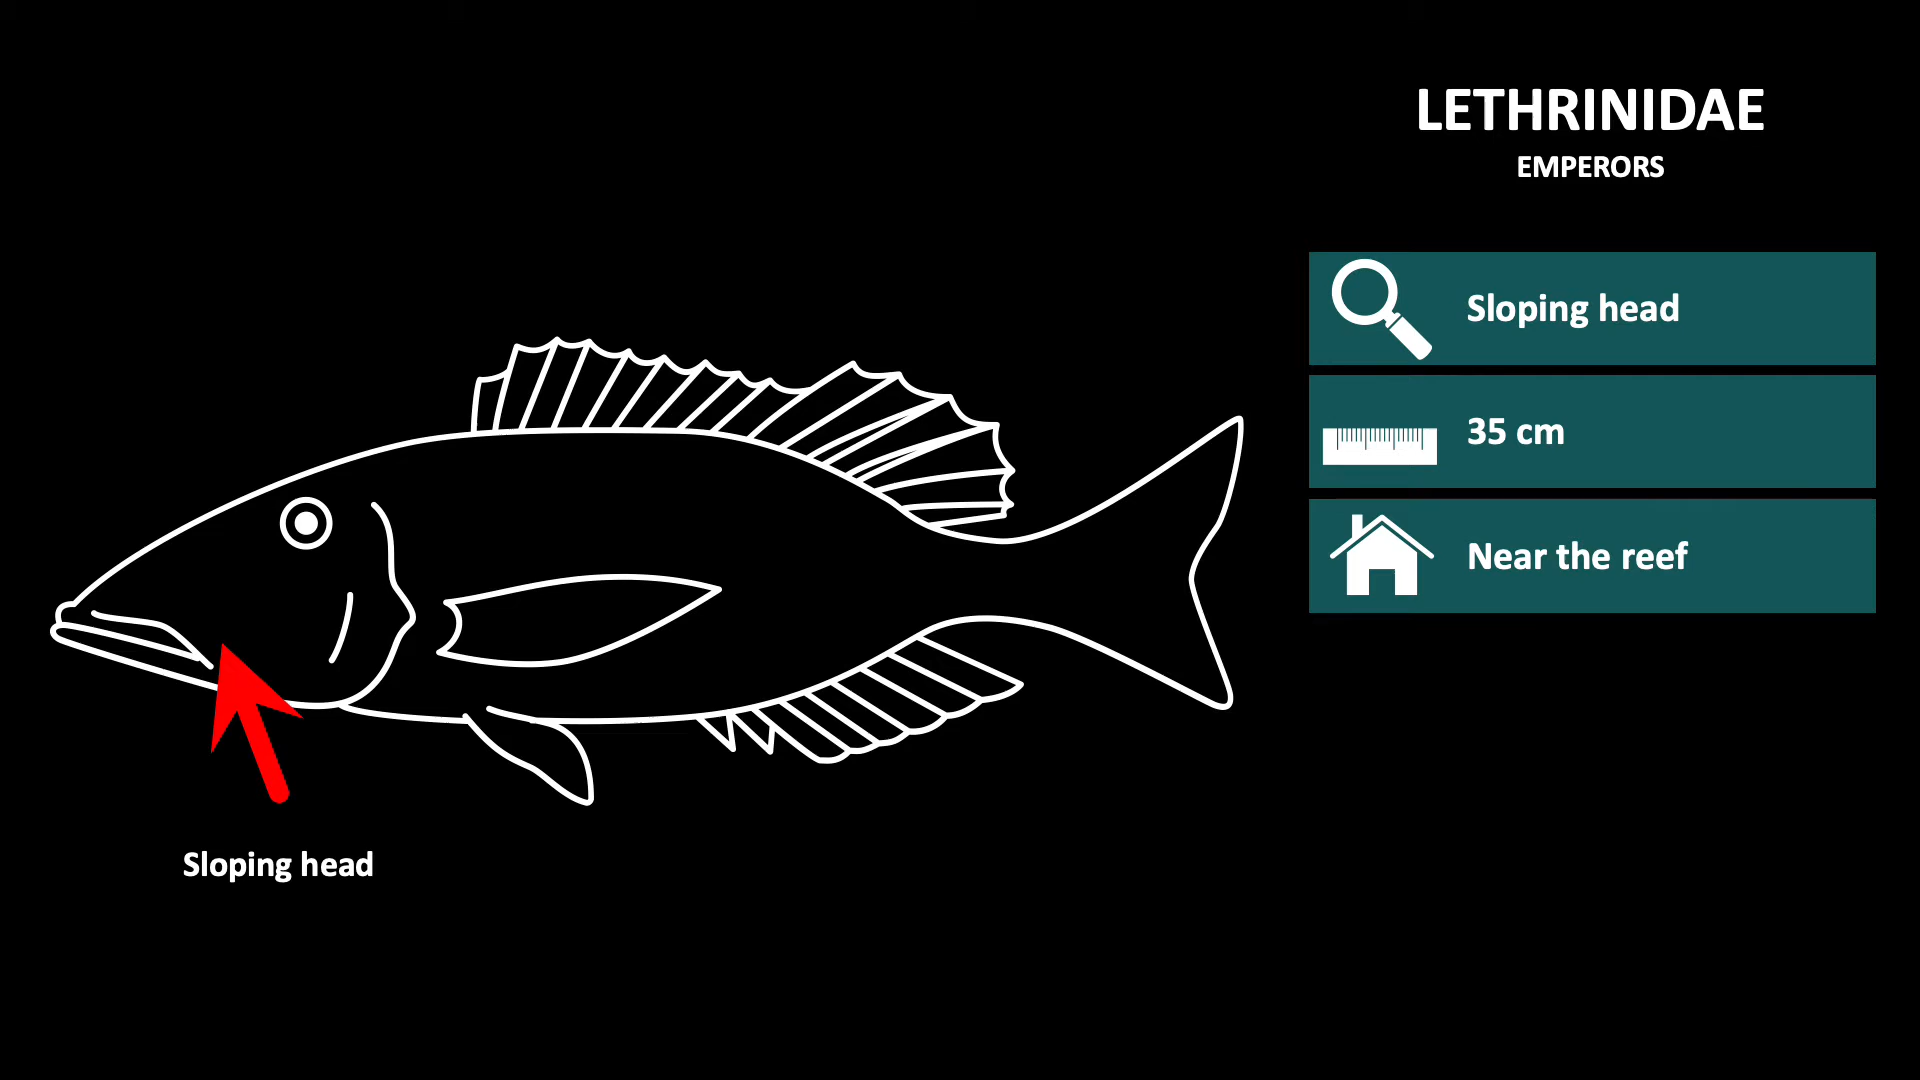 LETHRINIDAE
EMPERORS
Sloping head
35 cm
Near the reef
Sloping head